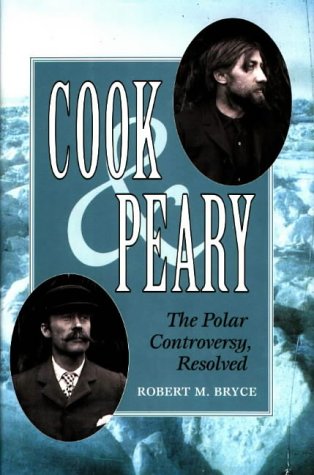 COOK
&
PEARY
The Polar
Controversy,
Resolved
ROBERT M. BRYCE